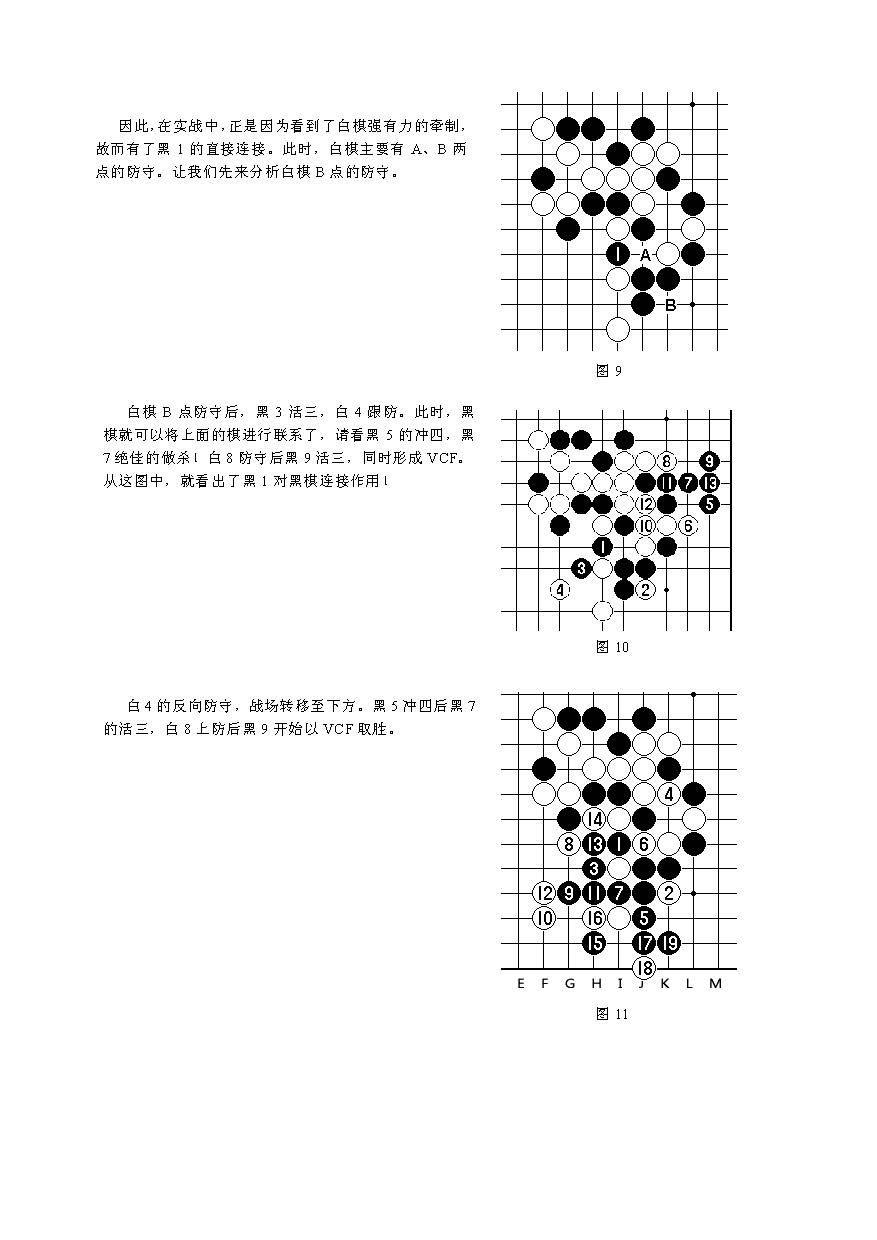 因此,在实战中,正是因为看到了白棋强有力的牵制,
故而有了黑 1 的直接连接。此时，白棋主要有 A、B 两
点的防守。让我们先来分析白棋 B 点的防守。
1 A
B
图 9
白棋 B 点防守后，黑 3 活三，白 4 跟防。此时，黑
棋就可以将上面的棋进行联系了，请看黑 5 的冲四，黑
7 绝佳的做杀！白 8 防守后黑 9 活三，同时形成 VCF。
从这图中，就看出了黑 1 对黑棋连接作用！
8 9
11 7 13
12 5
10 6
1
3
4 2
图 10
白 4 的反向防守，战场转移至下方。黑 5 冲四后黑 7
的活三，白 8 上防后黑 9 开始以 VCF 取胜。
4
14
8 13 1 6
3
12 9 11 7 2
10 16 5
15 17 19
18
E F G H I J K L M
图 11